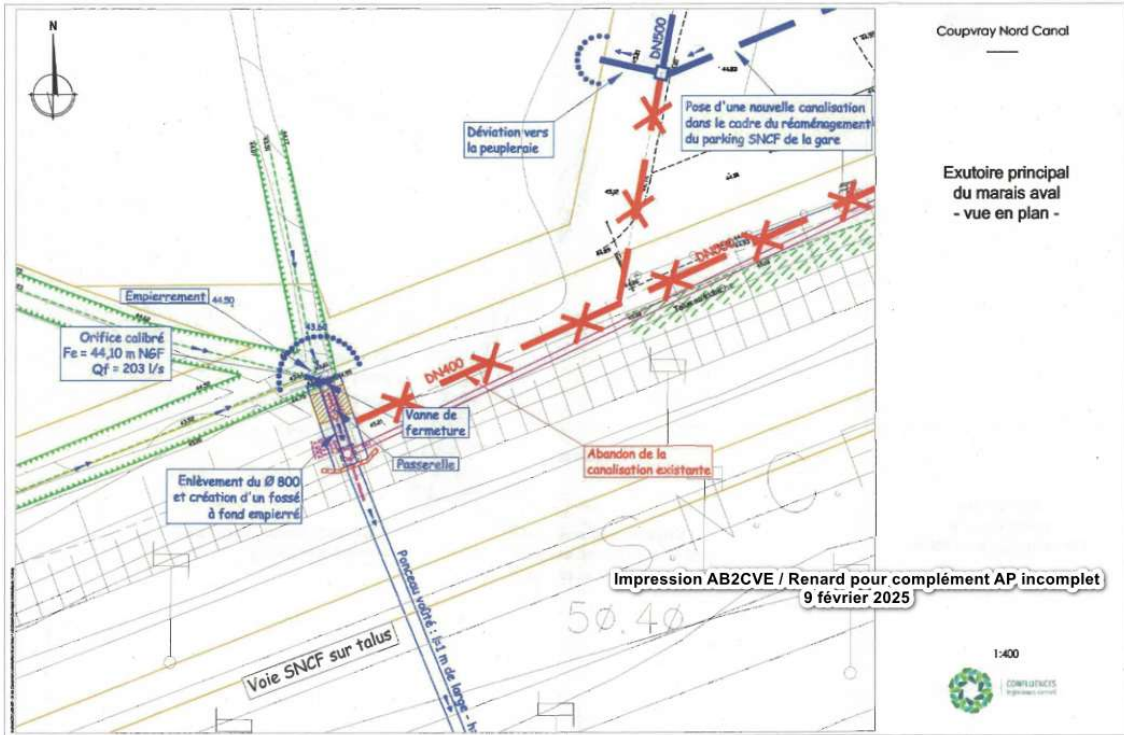 Coupvray Nord Canal
Exutoire principal
du marais aval
- vue en plan -
N
DN500
Déviation vers
la peupleraie
Pose d'une nouvelle canalisation
dans le cadre du réaménagement
du parking SNCF de la gare
Empierrement
44.50
43.60
Orifice calibré
Fe = 44,10 m NGF
Qf = 203 l/s
DN400
Vanne de
fermeture
Passerelle
Abandon de la
canalisation existante
Enlèvement du Ø 800
et création d'un fossé
à fond empierré
Ponceau voûté : l=1 m de large - h
Voie SNCF sur talus
S.N.C
50.40
Impression AB2CVE / Renard pour complément AP incomplet
9 février 2025
1:400
CONFLUENCES